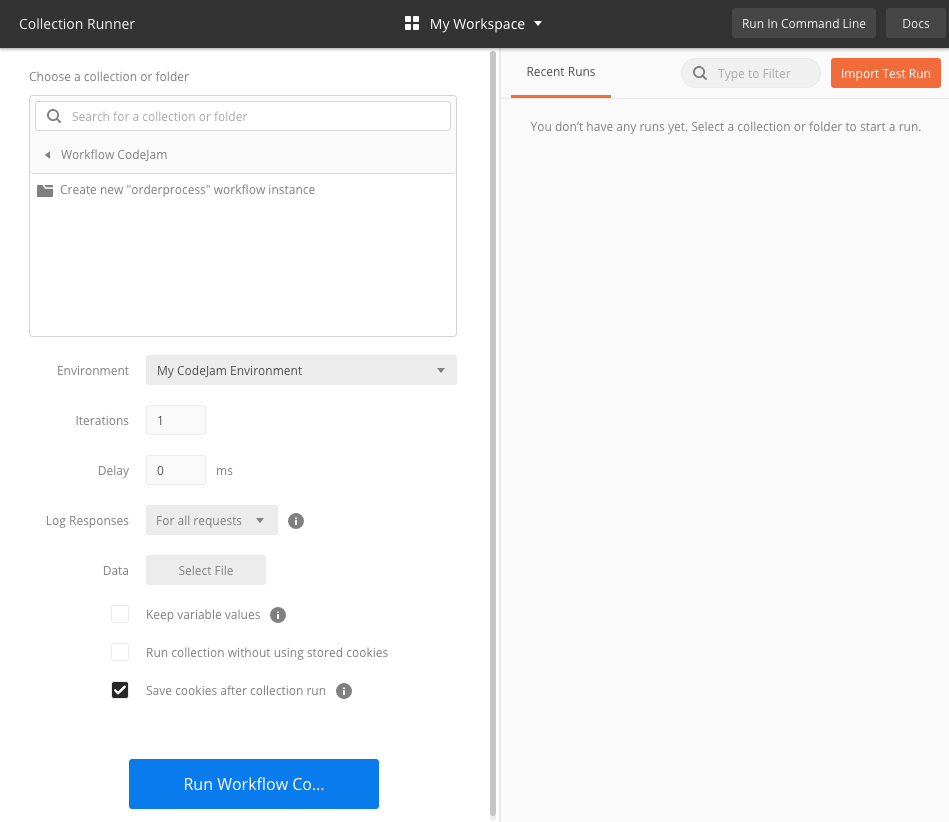 Collection Runner
My Workspace
Run In Command Line
Docs
Choose a collection or folder
Search for a collection or folder
Workflow CodeJam
Create new "orderprocess" workflow instance
Environment
My CodeJam Environment
Iterations
1
Delay
0
ms
Log Responses
For all requests
Data
Select File
Keep variable values
Run collection without using stored cookies
Save cookies after collection run
Run Workflow Co...
Recent Runs
Type to Filter
Import Test Run
You don't have any runs yet. Select a collection or folder to start a run.